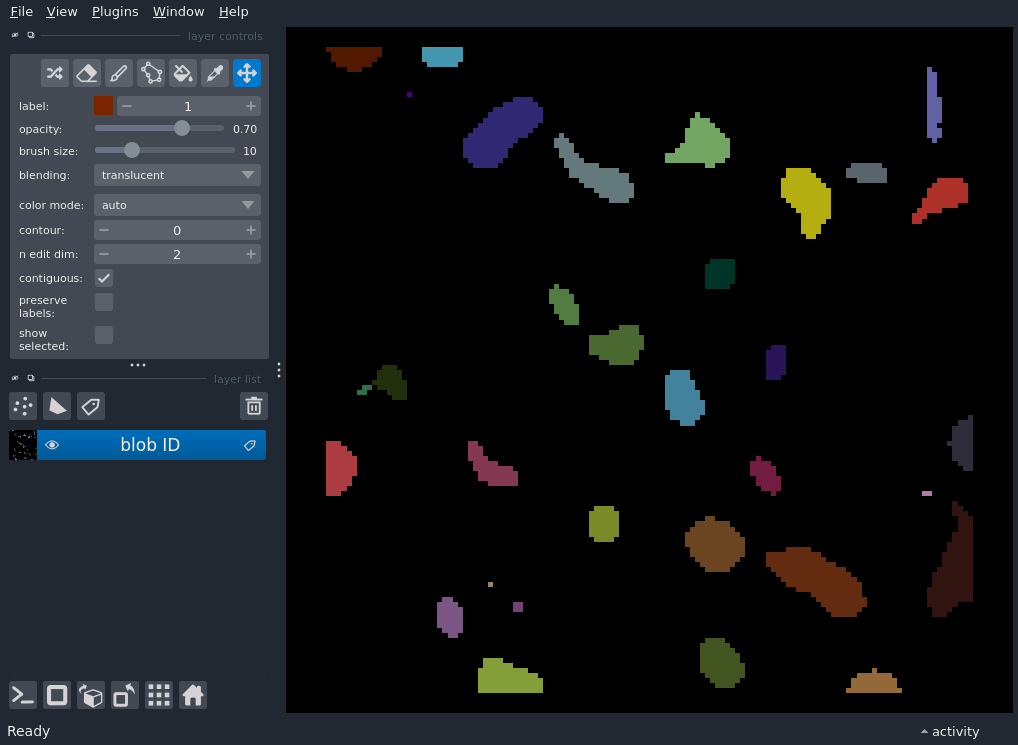 File View Plugins Window Help
layer controls
label: 1
opacity: 0.70
brush size: 10
blending: translucent
color mode: auto
contour: 0
n edit dim: 2
contiguous:
preserve
labels:
show
selected:
layer list
blob ID
Ready
activity